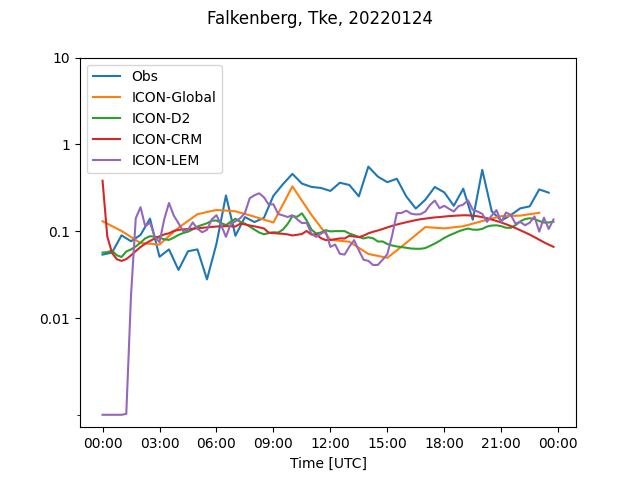 Falkenberg, Tke, 20220124
10
1
0.1
0.01
Obs
ICON-Global
ICON-D2
ICON-CRM
ICON-LEM
00:00 03:00 06:00 09:00 12:00 15:00 18:00 21:00 00:00
Time [UTC]